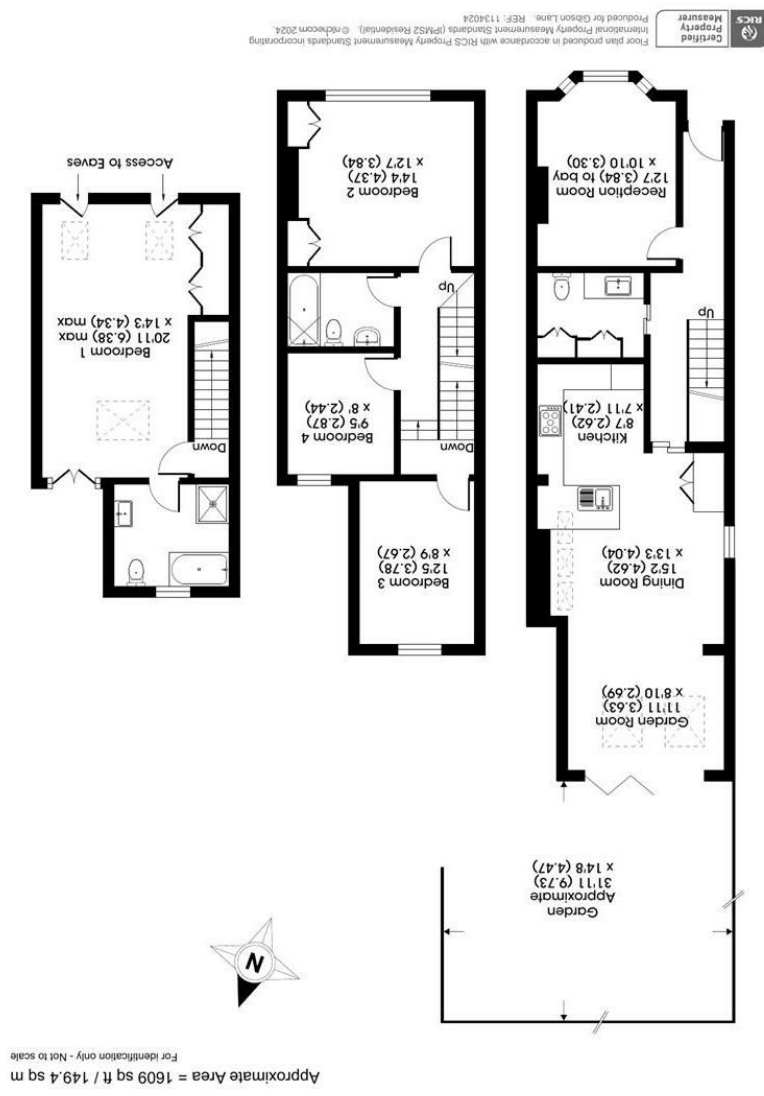 Approximate Area = 1609 sq ft / 149.4 sq m
For identification only - Not to scale
N
Garden
Approximate
31'11 (9.73)
x 14'8 (4.47)
Garden Room
11'11 (3.63)
x 8'10 (2.69)
Dining Room
15'2 (4.62)
x 13'3 (4.04)
Kitchen
8'7 (2.62)
x 7'11 (2.41)
Up
Reception Room
12'7 (3.84) to bay
x 10'10 (3.30)
Bedroom 3
12'5 (3.78)
x 8'9 (2.67)
Down
Bedroom 4
9'5 (2.87)
x 8' (2.44)
Up
Bedroom 2
14'4 (4.37)
x 12'7 (3.84)
Down
Bedroom 1
20'11 (6.38) max
x 14'3 (4.34) max
Access to Eaves
RICS
Certified
Property
Measurer
Floor plan produced in accordance with RICS Property Measurement Standards incorporating
International Property Measurement Standards (IPMS2 Residential). ©nichecom 2024.
Produced for Gibson Lane. REF: 1134024